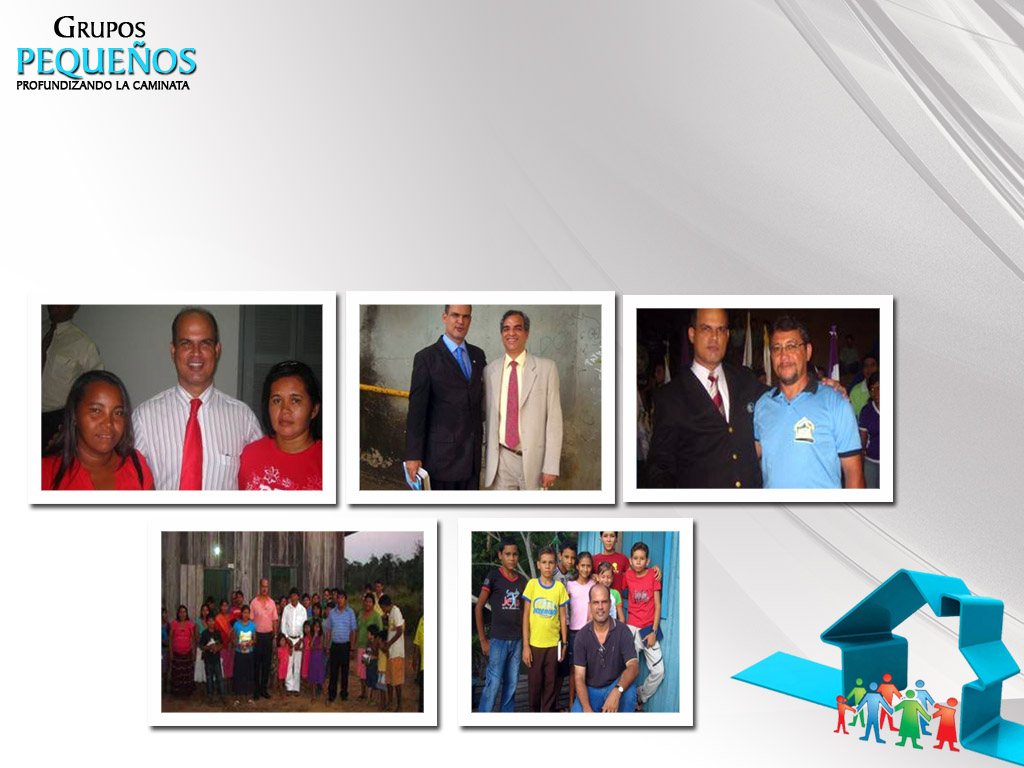 GRUPOS
PEQUEÑOS
PROFUNDIZANDO LA CAMINATA